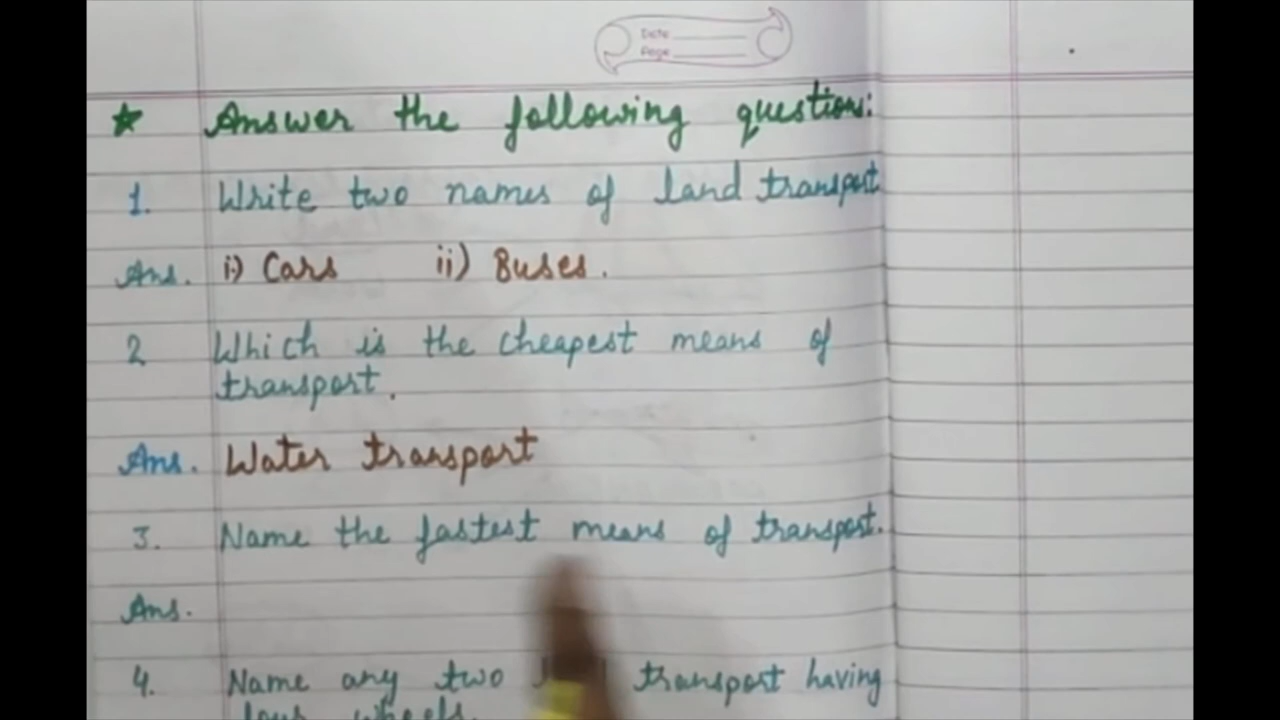 Date
Page
★ Answer the following questions:
1. Write two names of land transport
Ans. i) Cars ii) Buses.
2 Which is the cheapest means of
transport.
Ans. Water transport
3. Name the fastest means of transport.
Ans.
4. Name any two transport having
four wheels.